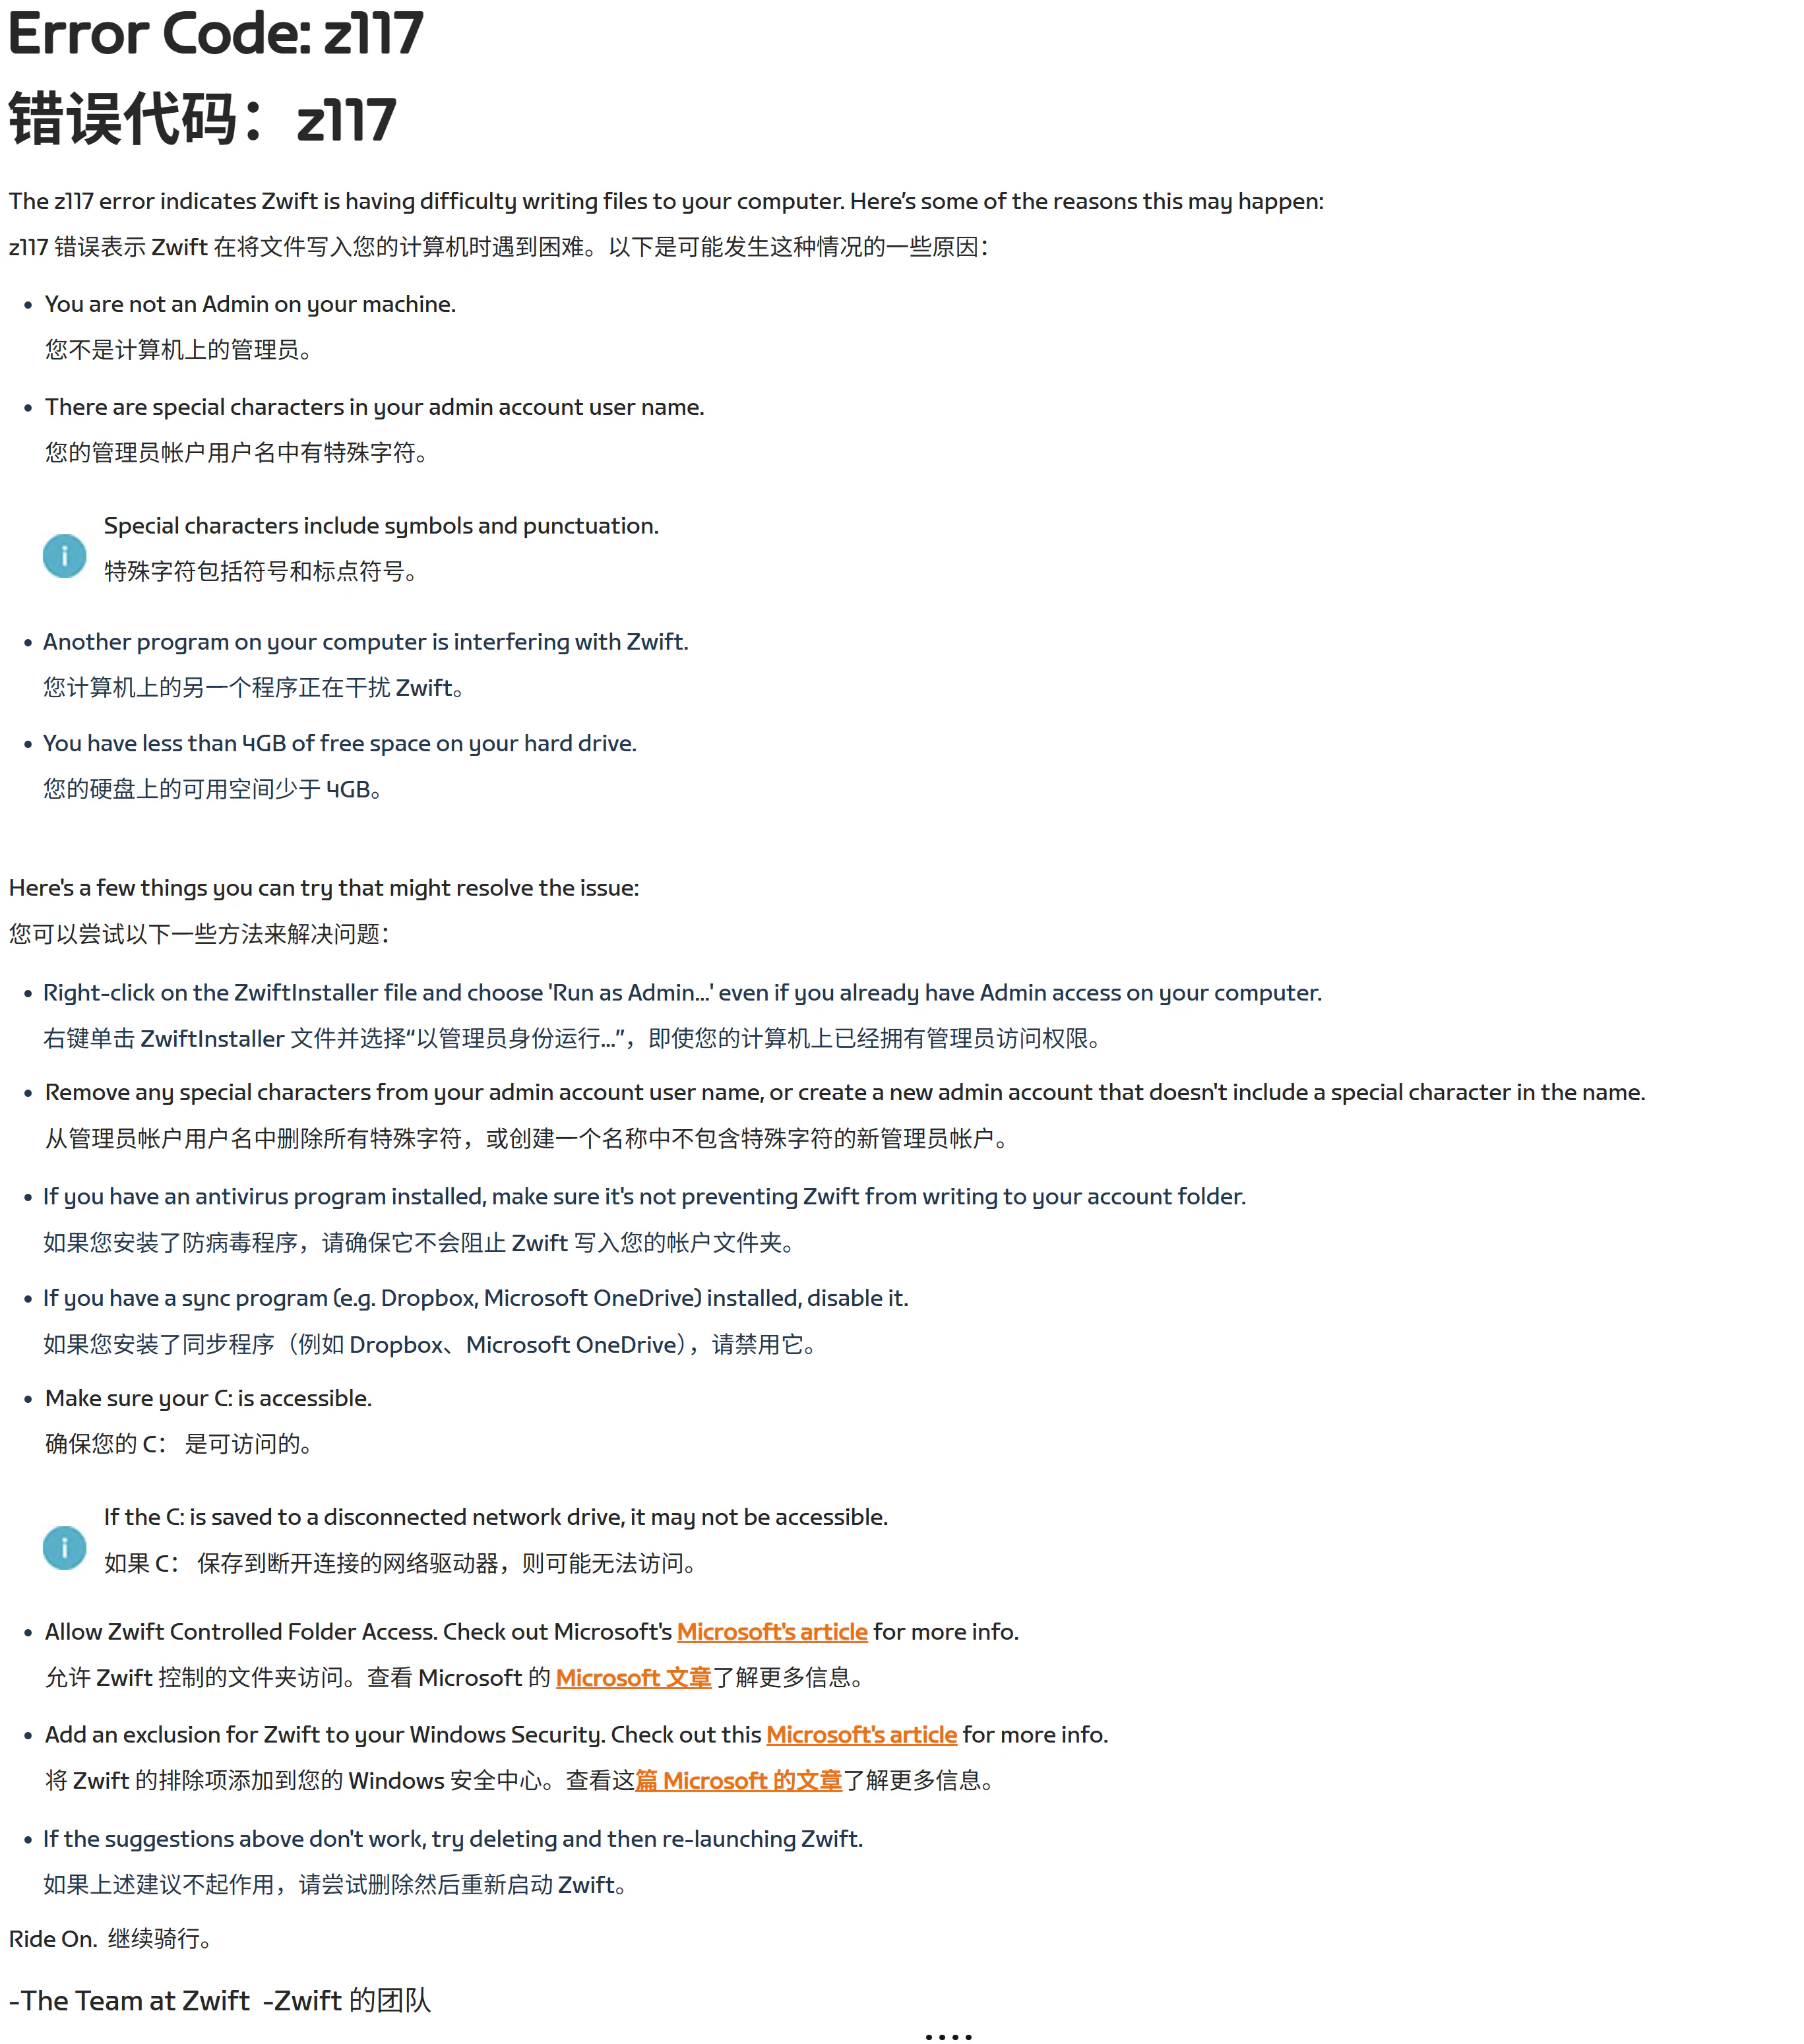 Error Code: z117
错误代码：z117
The z117 error indicates Zwift is having difficulty writing files to your computer. Here’s some of the reasons this may happen:
z117 错误表示 Zwift 在将文件写入您的计算机时遇到困难。以下是可能发生这种情况的一些原因：
• You are not an Admin on your machine.
您不是计算机上的管理员。
• There are special characters in your admin account user name.
您的管理员帐户用户名中有特殊字符。
i
Special characters include symbols and punctuation.
特殊字符包括符号和标点符号。
• Another program on your computer is interfering with Zwift.
您计算机上的另一个程序正在干扰 Zwift。
• You have less than 4GB of free space on your hard drive.
您的硬盘上的可用空间少于 4GB。
Here's a few things you can try that might resolve the issue:
您可以尝试以下一些方法来解决问题：
• Right-click on the ZwiftInstaller file and choose 'Run as Admin...' even if you already have Admin access on your computer.
右键单击 ZwiftInstaller 文件并选择“以管理员身份运行...”，即使您的计算机上已经拥有管理员访问权限。
• Remove any special characters from your admin account user name, or create a new admin account that doesn't include a special character in the name.
从管理员帐户用户名中删除所有特殊字符，或创建一个名称中不包含特殊字符的新管理员帐户。
• If you have an antivirus program installed, make sure it's not preventing Zwift from writing to your account folder.
如果您安装了防病毒程序，请确保它不会阻止 Zwift 写入您的帐户文件夹。
• If you have a sync program (e.g. Dropbox, Microsoft OneDrive) installed, disable it.
如果您安装了同步程序（例如 Dropbox、Microsoft OneDrive），请禁用它。
• Make sure your C: is accessible.
确保您的 C： 是可访问的。
i
If the C: is saved to a disconnected network drive, it may not be accessible.
如果 C： 保存到断开连接的网络驱动器，则可能无法访问。
• Allow Zwift Controlled Folder Access. Check out Microsoft's Microsoft's article for more info.
允许 Zwift 控制的文件夹访问。查看 Microsoft 的 Microsoft 文章了解更多信息。
• Add an exclusion for Zwift to your Windows Security. Check out this Microsoft's article for more info.
将 Zwift 的排除项添加到您的 Windows 安全中心。查看这篇 Microsoft 的文章了解更多信息。
• If the suggestions above don't work, try deleting and then re-launching Zwift.
如果上述建议不起作用，请尝试删除然后重新启动 Zwift。
Ride On. 继续骑行。
-The Team at Zwift -Zwift 的团队